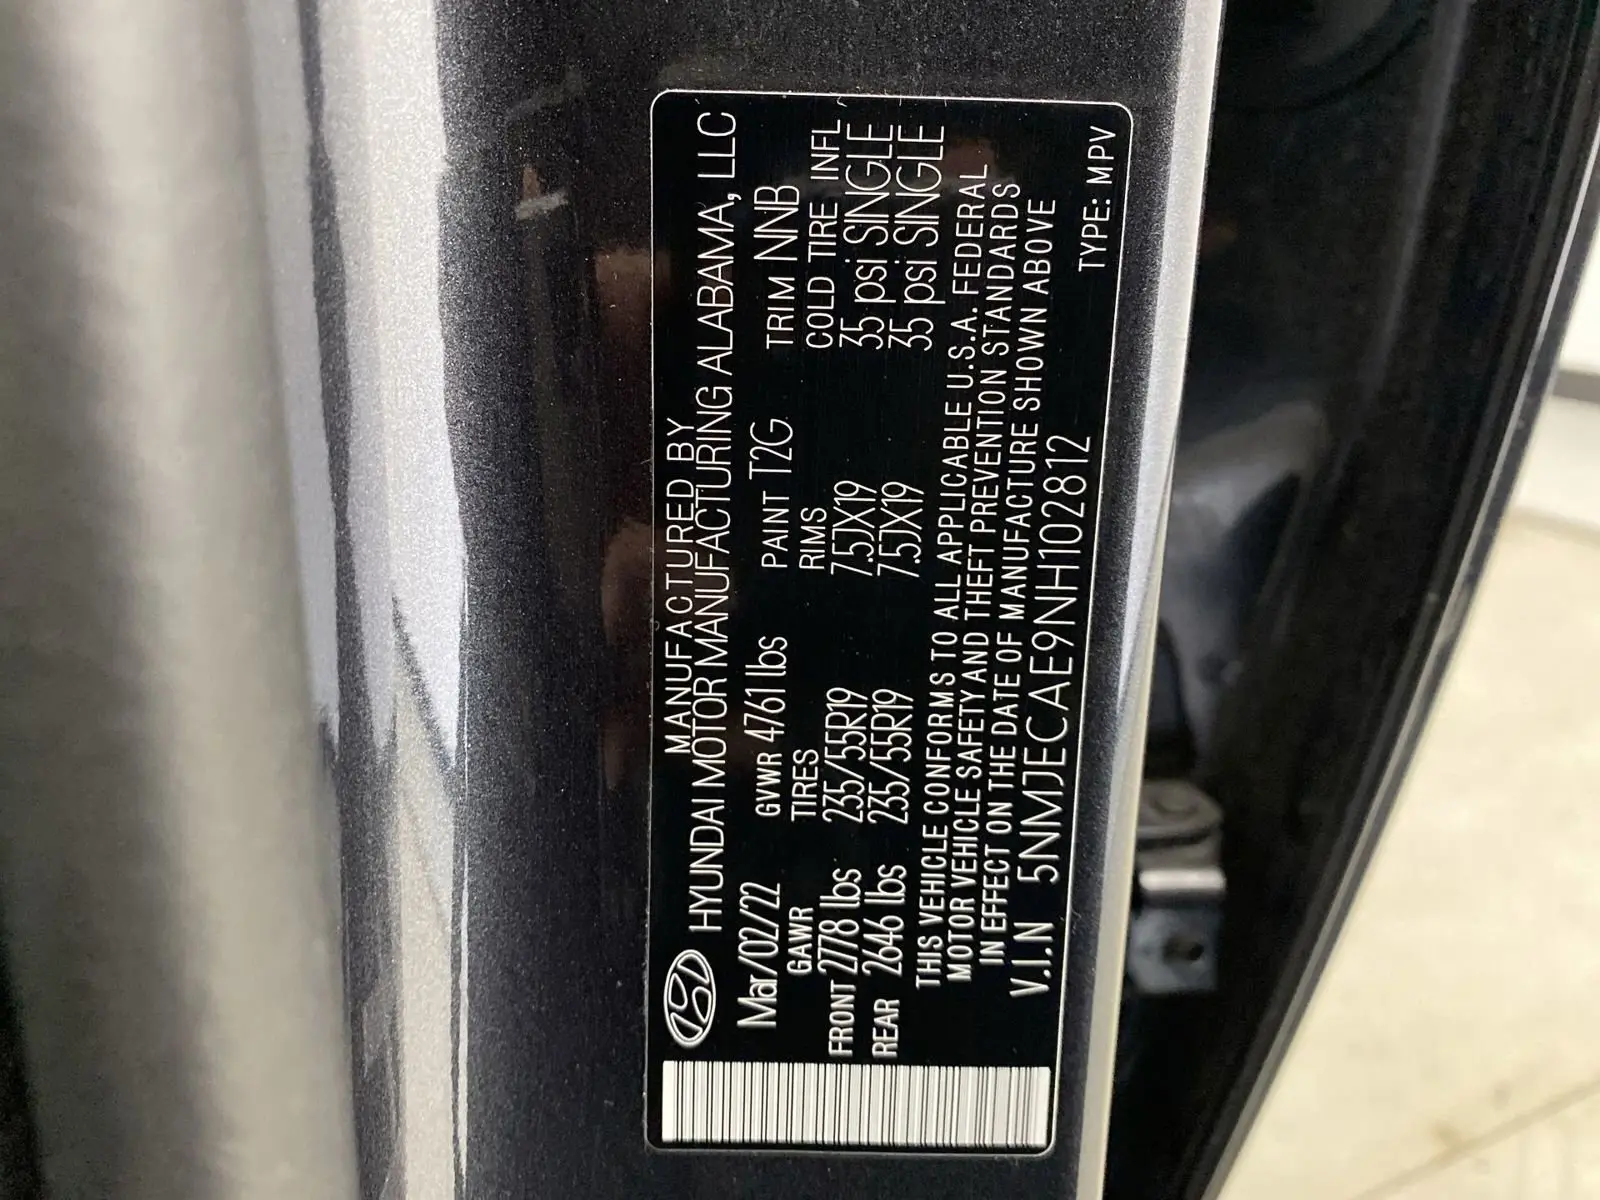 MANUFACTURED BY
HYUNDAI MOTOR MANUFACTURING ALABAMA, LLC
Mar/02/22 GVWR 4761 lbs PAINT T2G TRIM NNB
GAWR TIRES RIMS COLD TIRE INFL
FRONT 2778 lbs 235/55R19 7.5JX19 35 psi SINGLE
REAR 2646 lbs 235/55R19 7.5JX19 35 psi SINGLE
THIS VEHICLE CONFORMS TO ALL APPLICABLE U.S.A. FEDERAL
MOTOR VEHICLE SAFETY AND THEFT PREVENTION STANDARDS
IN EFFECT ON THE DATE OF MANUFACTURE SHOWN ABOVE
V.I.N 5NMJECAE9NH102812 TYPE: MPV